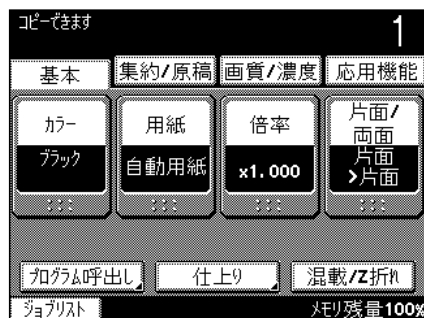 ｺﾋﾟｰできます
1
基本 集約/原稿 画質/濃度 応用機能
ｶﾗｰ 用紙 倍率 片面/
両面
ﾌﾞﾗｯｸ 自動用紙 x1.000 片面
>片面
ﾌﾟﾛｸﾞﾗﾑ呼出し 仕上り 混載/Z折れ
ｼﾞｮﾌﾞﾘｽﾄ ﾒﾓﾘ残量100%